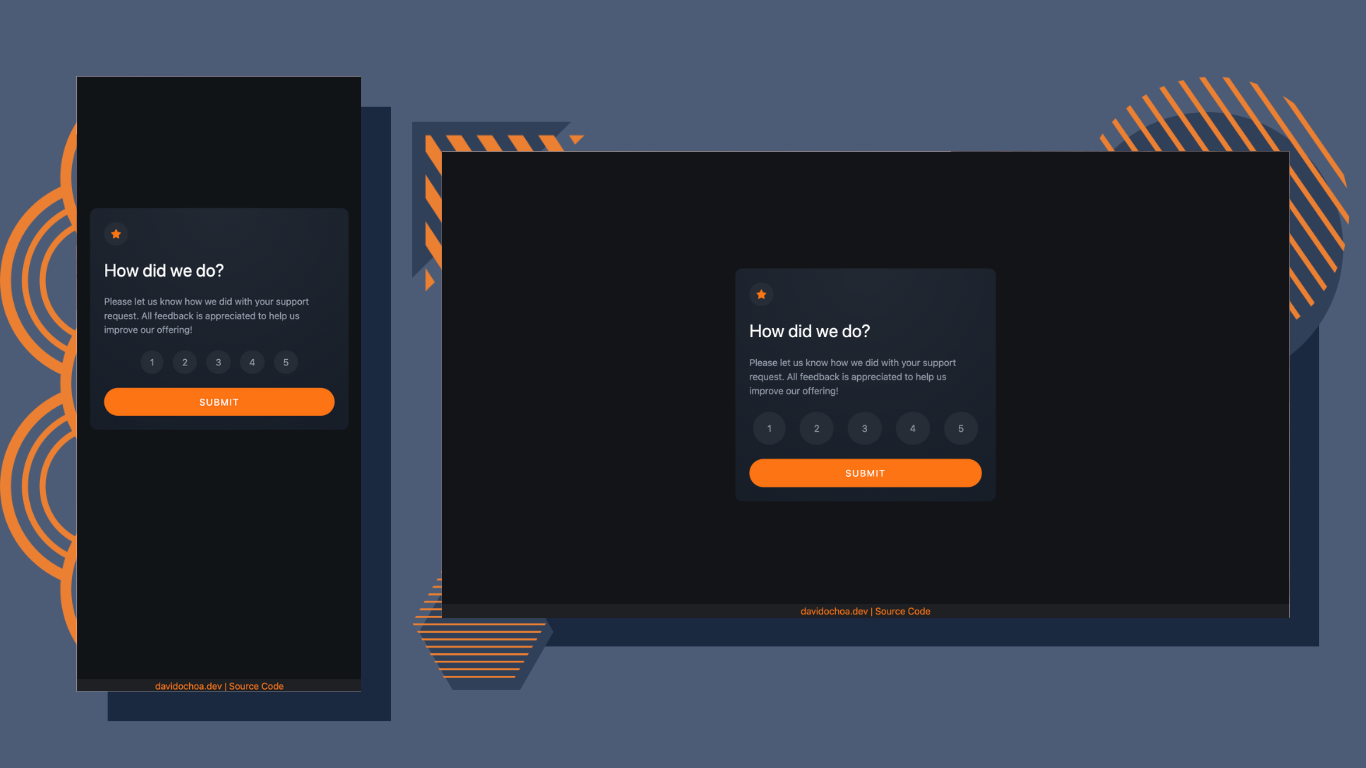 How did we do?
Please let us know how we did with your support
request. All feedback is appreciated to help us
improve our offering!
1 2 3 4 5
SUBMIT
davidochoa.dev | Source Code
How did we do?
Please let us know how we did with your support
request. All feedback is appreciated to help us
improve our offering!
1 2 3 4 5
SUBMIT
davidochoa.dev | Source Code